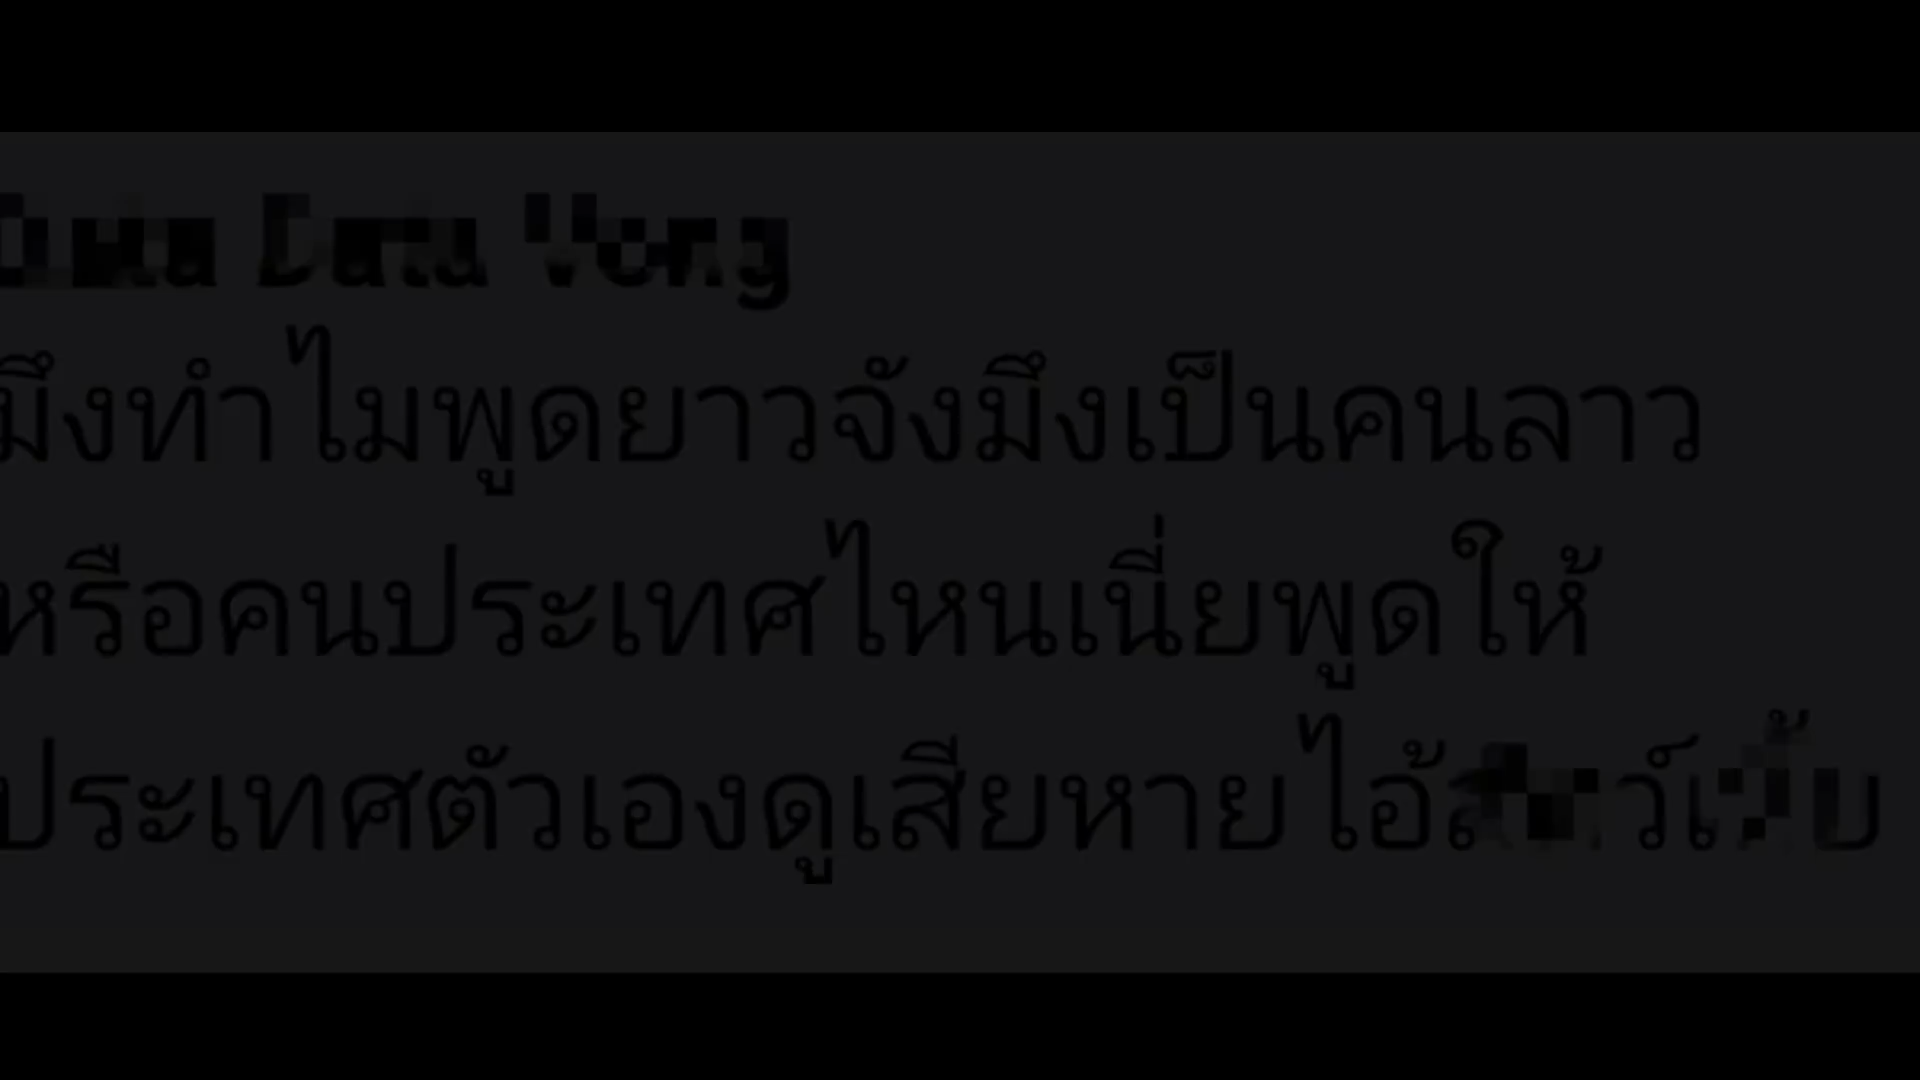 มึงทำไมพูดยาวจังมึงเป็นคนลาว
หรือคนประเทศไหนเนี่ยพูดให้
ประเทศตัวเองดูเสียหายไอ้